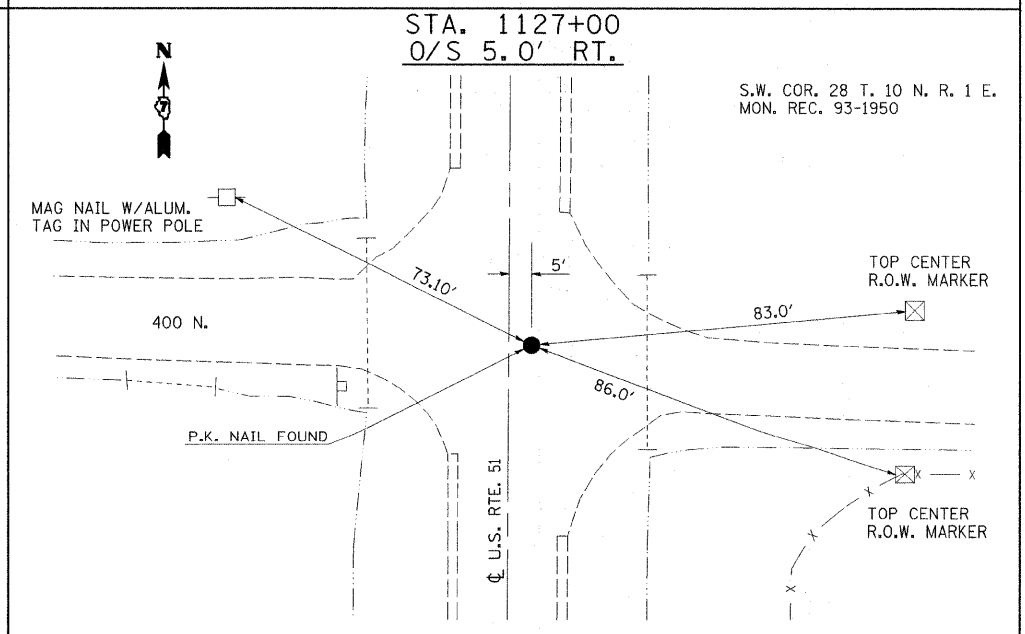 STA. 1127+00
O/S 5.0' RT.
N
7
S.W. COR. 28 T. 10 N. R. 1 E.
MON. REC. 93-1950
MAG NAIL W/ALUM.
TAG IN POWER POLE
73.10'
5'
TOP CENTER
R.O.W. MARKER
83.0'
400 N.
86.0'
P.K. NAIL FOUND
℄ U.S. RTE. 51
X X
X
X
X
TOP CENTER
R.O.W. MARKER